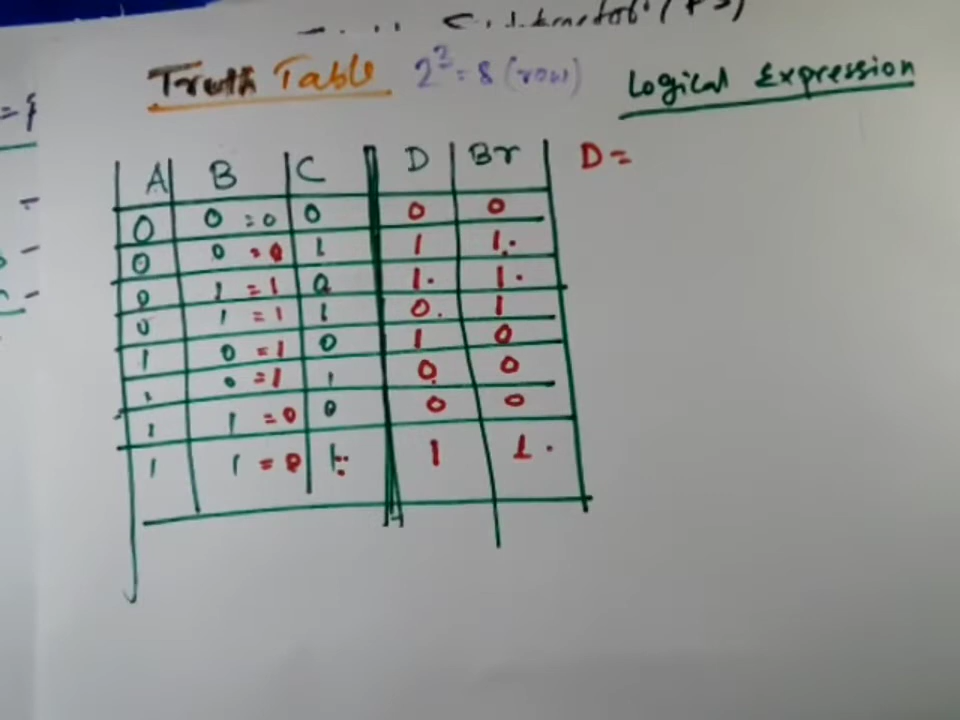 Truth Table 2³=8 (row) Logical Expression
A B C D Br D=
0 0 =0 0 0 0
0 0 =0 1 1 1.
0 1 =1 0 1. 1.
0 1 =1 1 0. 1
1 0 =1 0 1 0
1 0 =1 1 0. 0
1 1 =0 0 0 0
1 1 =0 1 1 1.